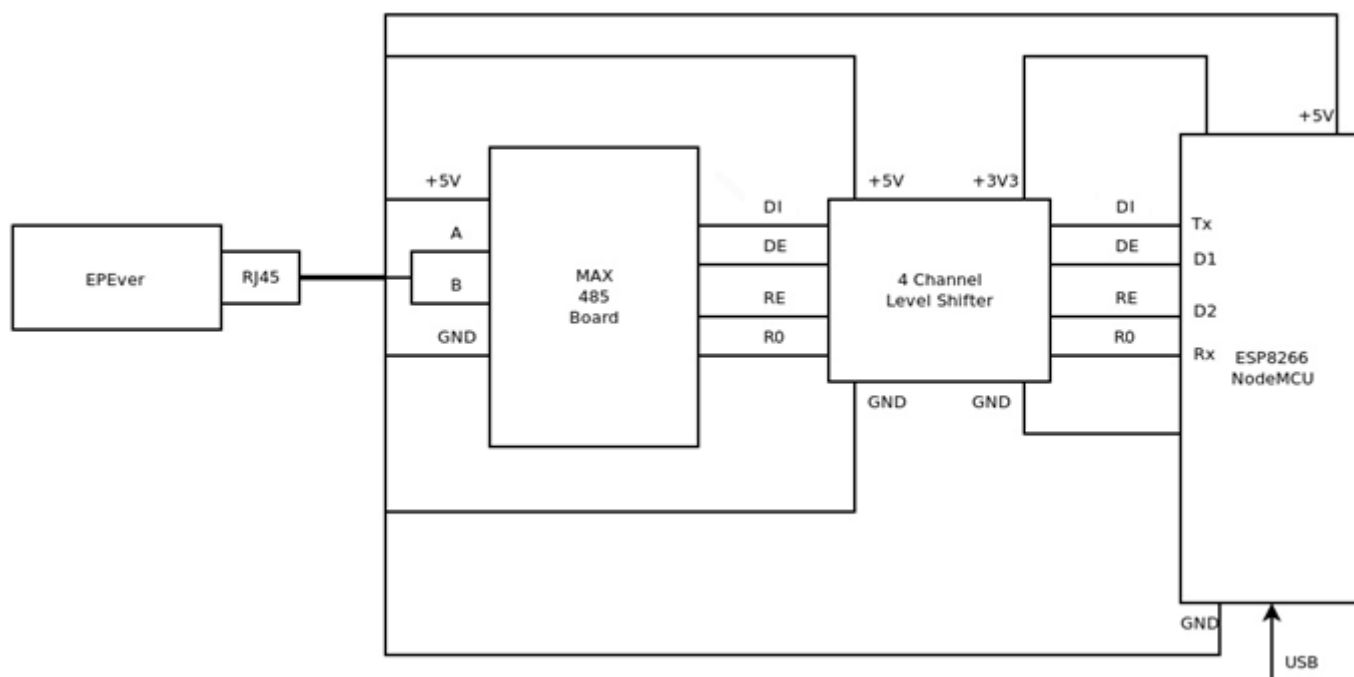 +5V
+5V
+5V
+3V3
DI
DI
Tx
A
DE
DE
D1
EPEver
RJ45
MAX
485
Board
4 Channel
Level Shifter
B
RE
RE
D2
GND
R0
R0
Rx
ESP8266
NodeMCU
GND
GND
GND
USB